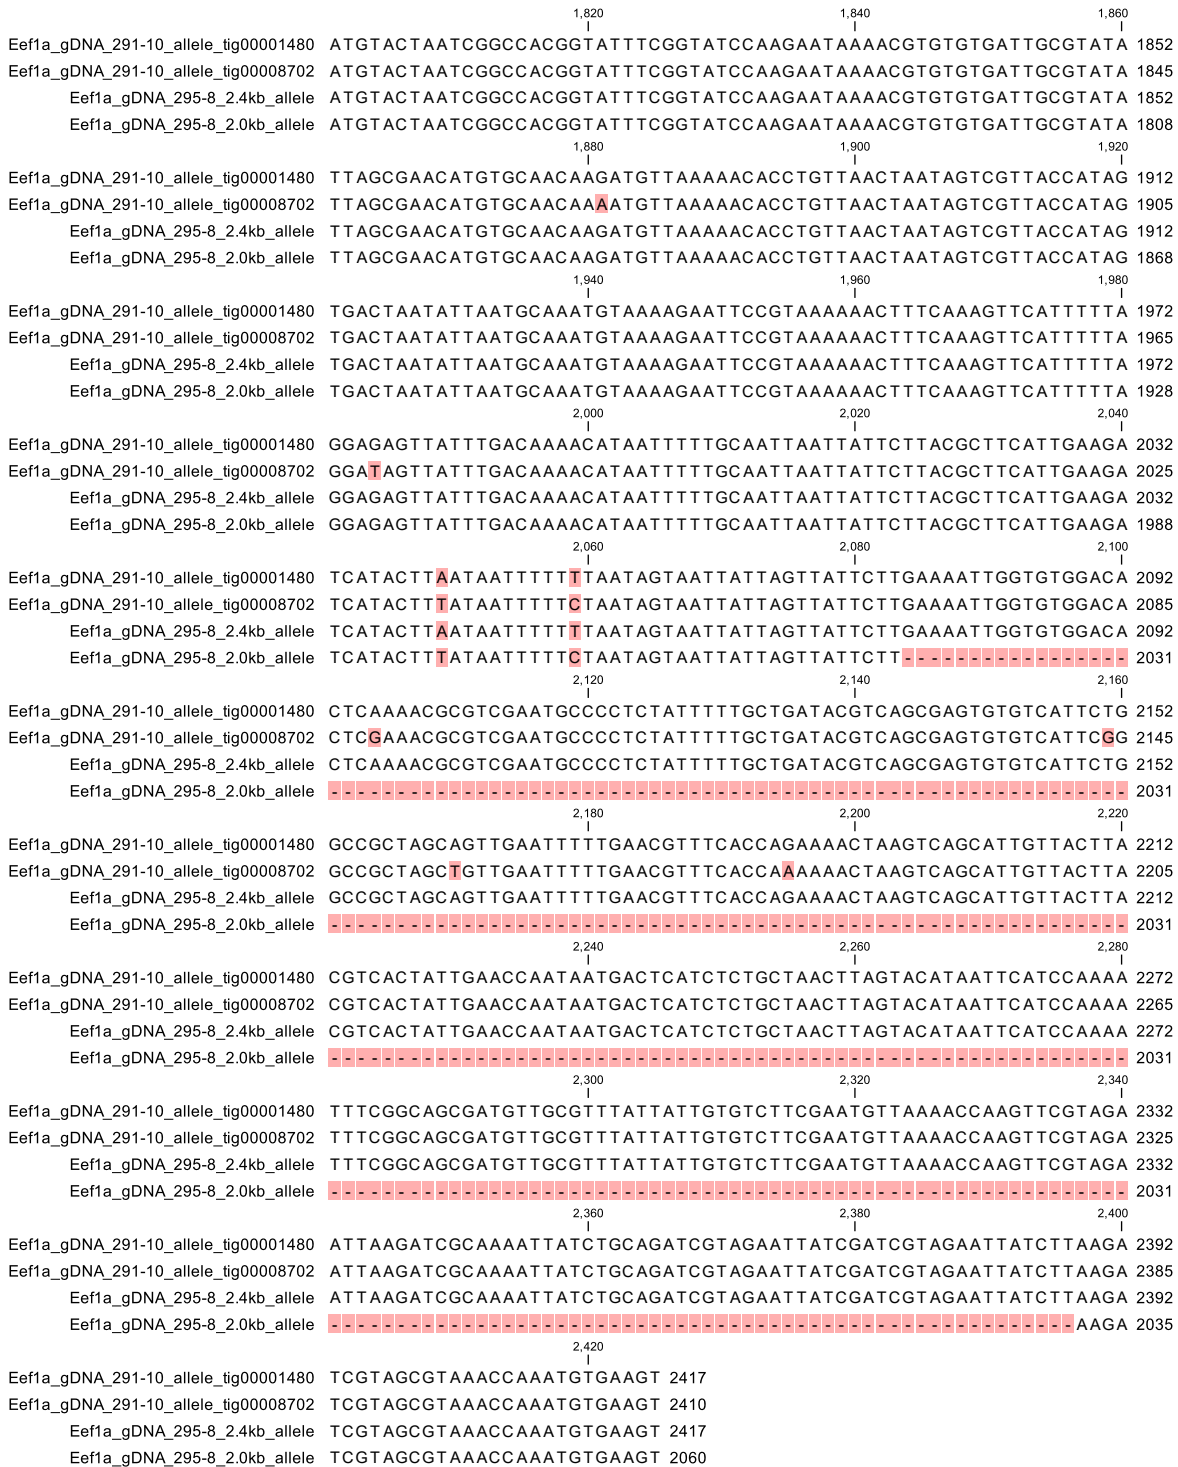 1,820 1,840 1,860
Eef1a_gDNA_291-10_allele_tig00001480 ATGTACTAATCGGCCACGGTATTTCGGTATCCAAGAATAAAACGTGTGTGATTGCGTATA 1852
Eef1a_gDNA_291-10_allele_tig00008702 ATGTACTAATCGGCCACGGTATTTCGGTATCCAAGAATAAAACGTGTGTGATTGCGTATA 1845
Eef1a_gDNA_295-8_2.4kb_allele ATGTACTAATCGGCCACGGTATTTCGGTATCCAAGAATAAAACGTGTGTGATTGCGTATA 1852
Eef1a_gDNA_295-8_2.0kb_allele ATGTACTAATCGGCCACGGTATTTCGGTATCCAAGAATAAAACGTGTGTGATTGCGTATA 1808
1,880 1,900 1,920
Eef1a_gDNA_291-10_allele_tig00001480 TTAGCGAACATGTGCAACAAGATGTTAAAAACACCTGTTAACTAATAGTCGTTACCATAG 1912
Eef1a_gDNA_291-10_allele_tig00008702 TTAGCGAACATGTGCAACAAAATGTTAAAAACACCTGTTAACTAATAGTCGTTACCATAG 1905
Eef1a_gDNA_295-8_2.4kb_allele TTAGCGAACATGTGCAACAAGATGTTAAAAACACCTGTTAACTAATAGTCGTTACCATAG 1912
Eef1a_gDNA_295-8_2.0kb_allele TTAGCGAACATGTGCAACAAGATGTTAAAAACACCTGTTAACTAATAGTCGTTACCATAG 1868
1,940 1,960 1,980
Eef1a_gDNA_291-10_allele_tig00001480 TGACTAATATTAATGCAAATGTAAAAGAATTCCGTAAAAAACTTTCAAAGTTCATTTTTA 1972
Eef1a_gDNA_291-10_allele_tig00008702 TGACTAATATTAATGCAAATGTAAAAGAATTCCGTAAAAAACTTTCAAAGTTCATTTTTA 1965
Eef1a_gDNA_295-8_2.4kb_allele TGACTAATATTAATGCAAATGTAAAAGAATTCCGTAAAAAACTTTCAAAGTTCATTTTTA 1972
Eef1a_gDNA_295-8_2.0kb_allele TGACTAATATTAATGCAAATGTAAAAGAATTCCGTAAAAAACTTTCAAAGTTCATTTTTA 1928
2,000 2,020 2,040
Eef1a_gDNA_291-10_allele_tig00001480 GGAGAGTTATTTGACAAAACATAATTTTTGCAATTAATTATTCTTACGCTTCATTGAAGA 2032
Eef1a_gDNA_291-10_allele_tig00008702 GGATAGTTATTTGACAAAACATAATTTTTGCAATTAATTATTCTTACGCTTCATTGAAGA 2025
Eef1a_gDNA_295-8_2.4kb_allele GGAGAGTTATTTGACAAAACATAATTTTTGCAATTAATTATTCTTACGCTTCATTGAAGA 2032
Eef1a_gDNA_295-8_2.0kb_allele GGAGAGTTATTTGACAAAACATAATTTTTGCAATTAATTATTCTTACGCTTCATTGAAGA 1988
2,060 2,080 2,100
Eef1a_gDNA_291-10_allele_tig00001480 TCATACTTAATAATTTTTTTAATAGTAATTATTAGTTATTCTTGAAAATTGGTGTGGACA 2092
Eef1a_gDNA_291-10_allele_tig00008702 TCATACTTTATAATTTTTCTAATAGTAATTATTAGTTATTCTTGAAAATTGGTGTGGACA 2085
Eef1a_gDNA_295-8_2.4kb_allele TCATACTTAATAATTTTTTTAATAGTAATTATTAGTTATTCTTGAAAATTGGTGTGGACA 2092
Eef1a_gDNA_295-8_2.0kb_allele TCATACTTTATAATTTTTCTAATAGTAATTATTAGTTATTCTT----------------- 2031
2,120 2,140 2,160
Eef1a_gDNA_291-10_allele_tig00001480 CTCAAAACGCGTCGAATGCCCCTCTATTTTTGCTGATACGTCAGCGAGTGTGTCATTCTG 2152
Eef1a_gDNA_291-10_allele_tig00008702 CTCGAAACGCGTCGAATGCCCCTCTATTTTTGCTGATACGTCAGCGAGTGTGTCATTCGG 2145
Eef1a_gDNA_295-8_2.4kb_allele CTCAAAACGCGTCGAATGCCCCTCTATTTTTGCTGATACGTCAGCGAGTGTGTCATTCTG 2152
Eef1a_gDNA_295-8_2.0kb_allele ------------------------------------------------------------ 2031
2,180 2,200 2,220
Eef1a_gDNA_291-10_allele_tig00001480 GCCGCTAGCAGTTGAATTTTTGAACGTTTCACCAGAAAACTAAGTCAGCATTGTTACTTA 2212
Eef1a_gDNA_291-10_allele_tig00008702 GCCGCTAGCTGTTGAATTTTTGAACGTTTCACCAAAAAACTAAGTCAGCATTGTTACTTA 2205
Eef1a_gDNA_295-8_2.4kb_allele GCCGCTAGCAGTTGAATTTTTGAACGTTTCACCAGAAAACTAAGTCAGCATTGTTACTTA 2212
Eef1a_gDNA_295-8_2.0kb_allele ------------------------------------------------------------ 2031
2,240 2,260 2,280
Eef1a_gDNA_291-10_allele_tig00001480 CGTCACTATTGAACCAATAATGACTCATCTCTGCTAACTTAGTACATAATTCATCCAAAA 2272
Eef1a_gDNA_291-10_allele_tig00008702 CGTCACTATTGAACCAATAATGACTCATCTCTGCTAACTTAGTACATAATTCATCCAAAA 2265
Eef1a_gDNA_295-8_2.4kb_allele CGTCACTATTGAACCAATAATGACTCATCTCTGCTAACTTAGTACATAATTCATCCAAAA 2272
Eef1a_gDNA_295-8_2.0kb_allele ------------------------------------------------------------ 2031
2,300 2,320 2,340
Eef1a_gDNA_291-10_allele_tig00001480 TTTCGGCAGCGATGTTGCGTTTATTATTGTGTCTTCGAATGTTAAAACCAAGTTCGTAGA 2332
Eef1a_gDNA_291-10_allele_tig00008702 TTTCGGCAGCGATGTTGCGTTTATTATTGTGTCTTCGAATGTTAAAACCAAGTTCGTAGA 2325
Eef1a_gDNA_295-8_2.4kb_allele TTTCGGCAGCGATGTTGCGTTTATTATTGTGTCTTCGAATGTTAAAACCAAGTTCGTAGA 2332
Eef1a_gDNA_295-8_2.0kb_allele ------------------------------------------------------------ 2031
2,360 2,380 2,400
Eef1a_gDNA_291-10_allele_tig00001480 ATTAAGATCGCAAAATTATCTGCAGATCGTAGAATTATCGATCGTAGAATTATCTTAAGA 2392
Eef1a_gDNA_291-10_allele_tig00008702 ATTAAGATCGCAAAATTATCTGCAGATCGTAGAATTATCGATCGTAGAATTATCTTAAGA 2385
Eef1a_gDNA_295-8_2.4kb_allele ATTAAGATCGCAAAATTATCTGCAGATCGTAGAATTATCGATCGTAGAATTATCTTAAGA 2392
Eef1a_gDNA_295-8_2.0kb_allele --------------------------------------------------------AAGA 2035
2,420
Eef1a_gDNA_291-10_allele_tig00001480 TCGTAGCGTAAACCAAATGTGAAGT 2417
Eef1a_gDNA_291-10_allele_tig00008702 TCGTAGCGTAAACCAAATGTGAAGT 2410
Eef1a_gDNA_295-8_2.4kb_allele TCGTAGCGTAAACCAAATGTGAAGT 2417
Eef1a_gDNA_295-8_2.0kb_allele TCGTAGCGTAAACCAAATGTGAAGT 2060